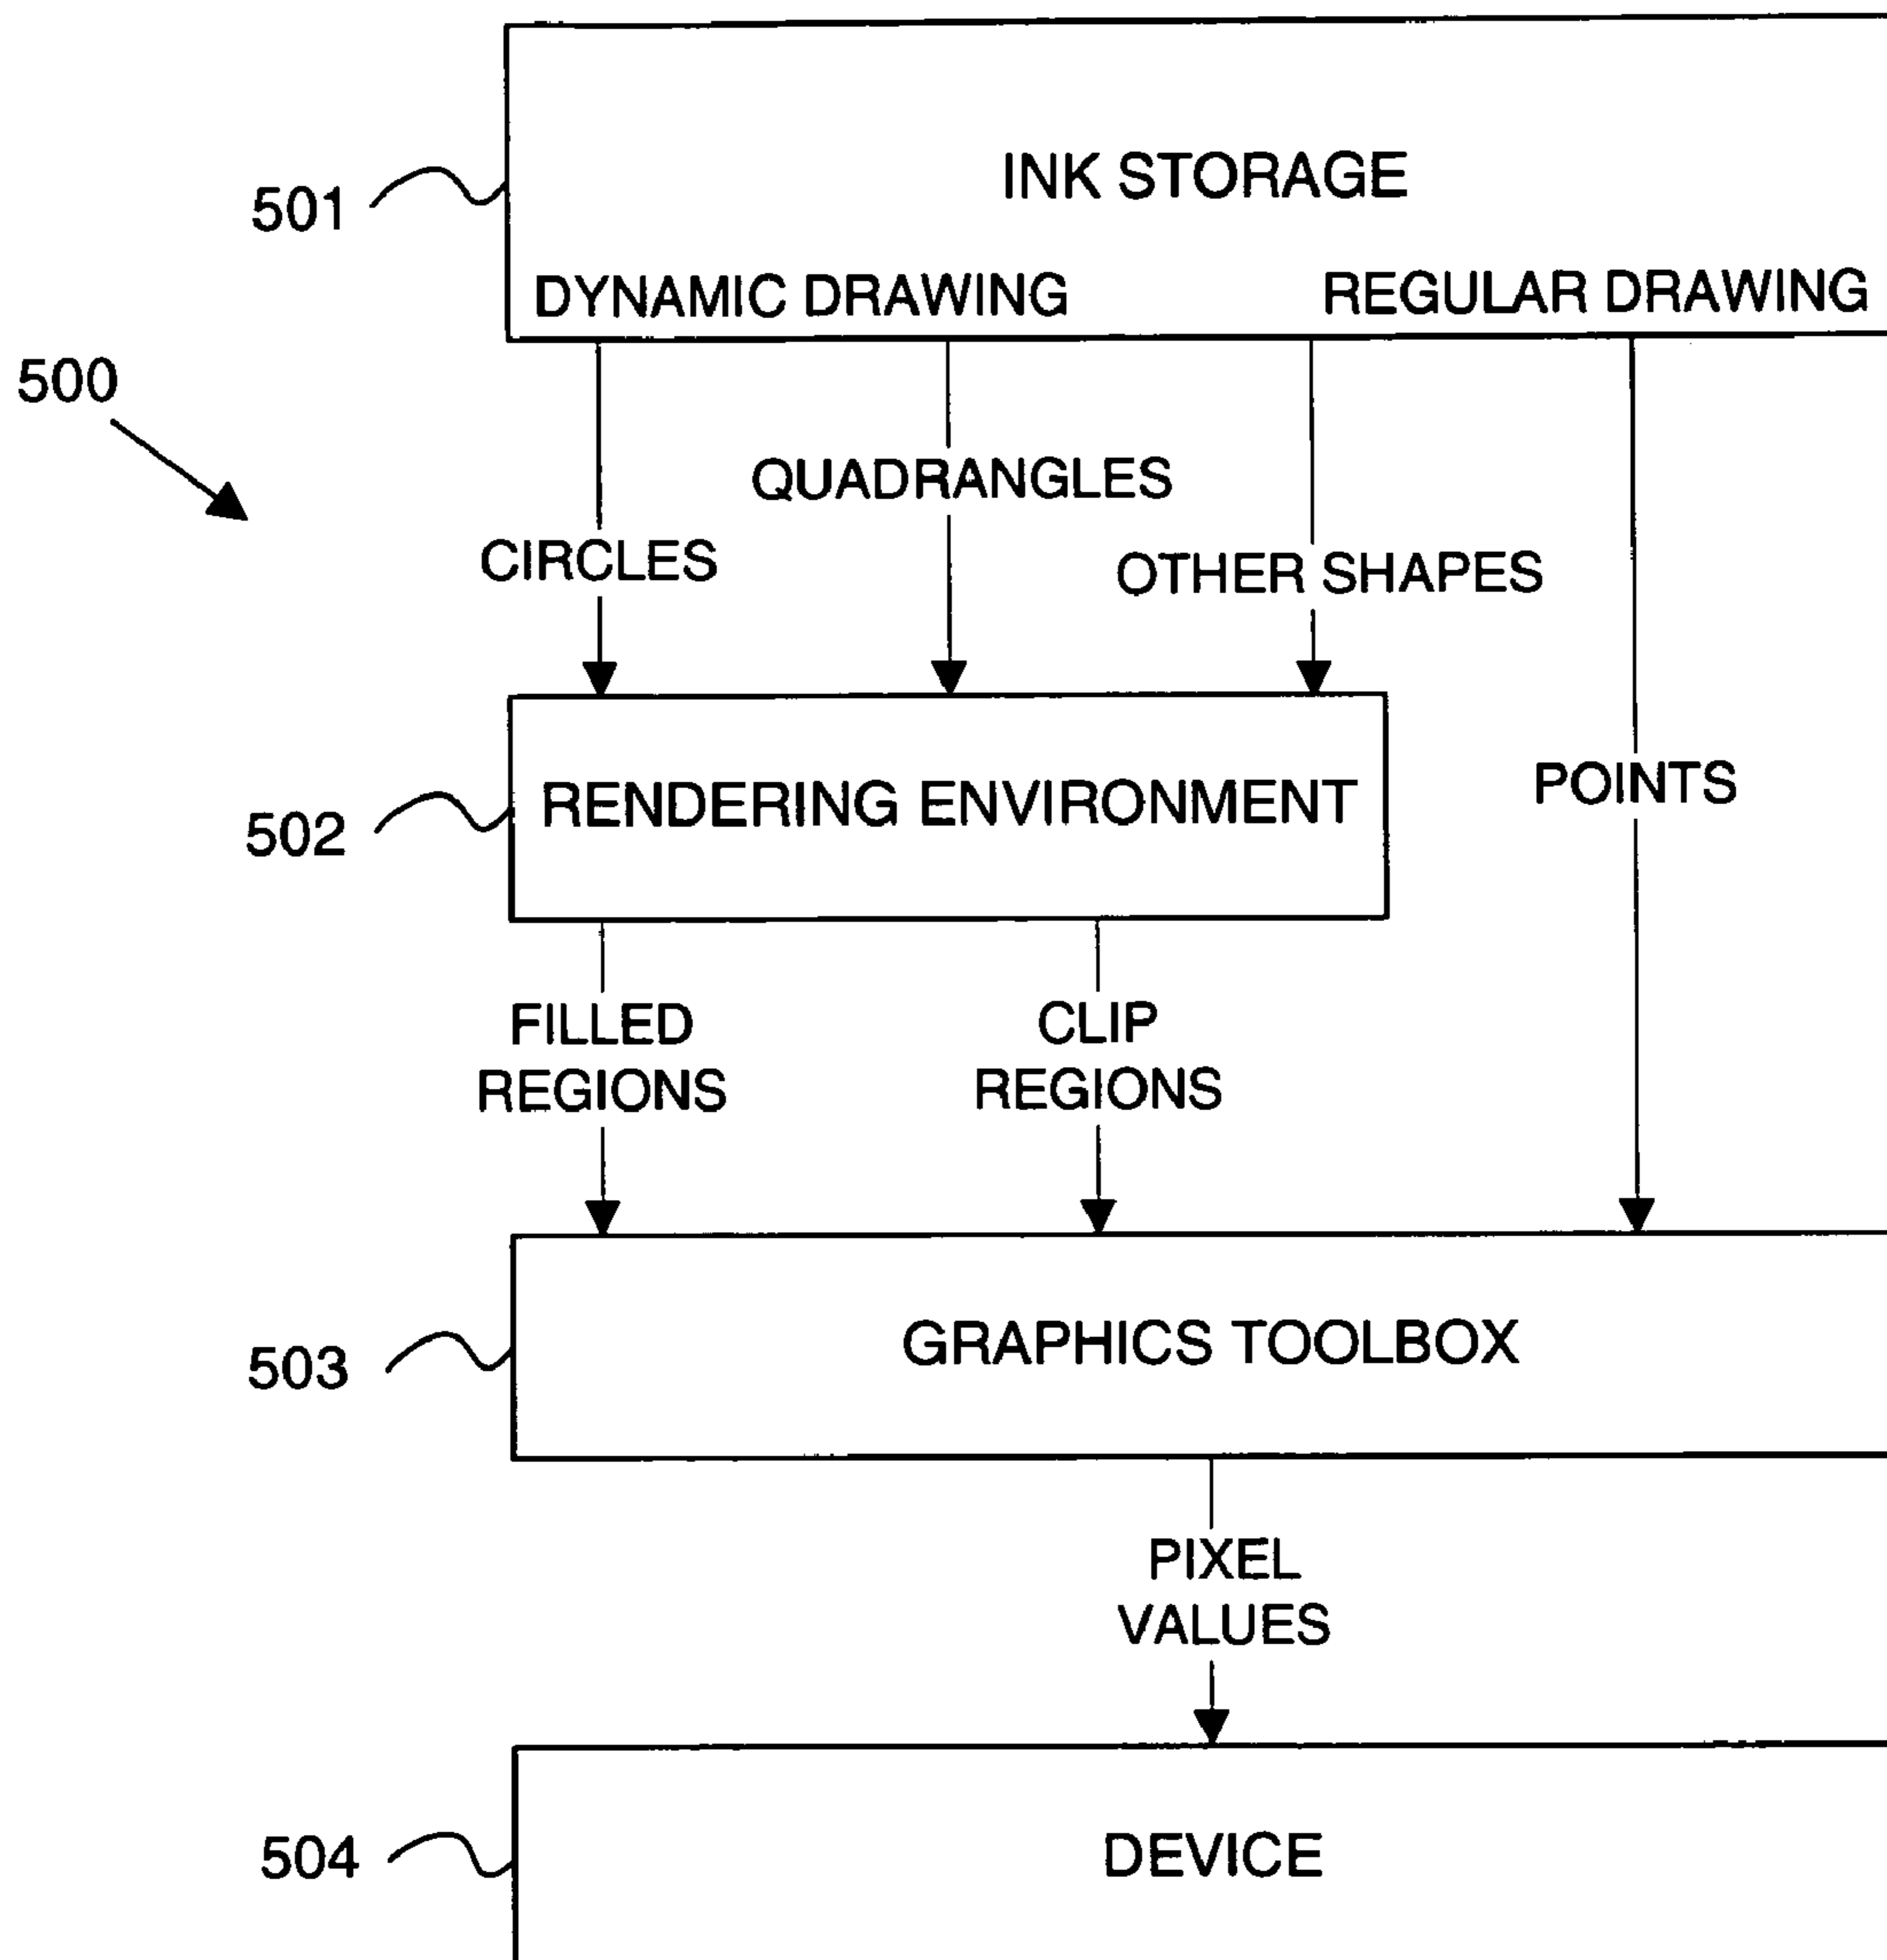 INK STORAGE
501
DYNAMIC DRAWING
REGULAR DRAWING
500
QUADRANGLES
CIRCLES
OTHER SHAPES
RENDERING ENVIRONMENT
POINTS
502
FILLED
REGIONS
CLIP
REGIONS
GRAPHICS TOOLBOX
503
PIXEL
VALUES
DEVICE
504